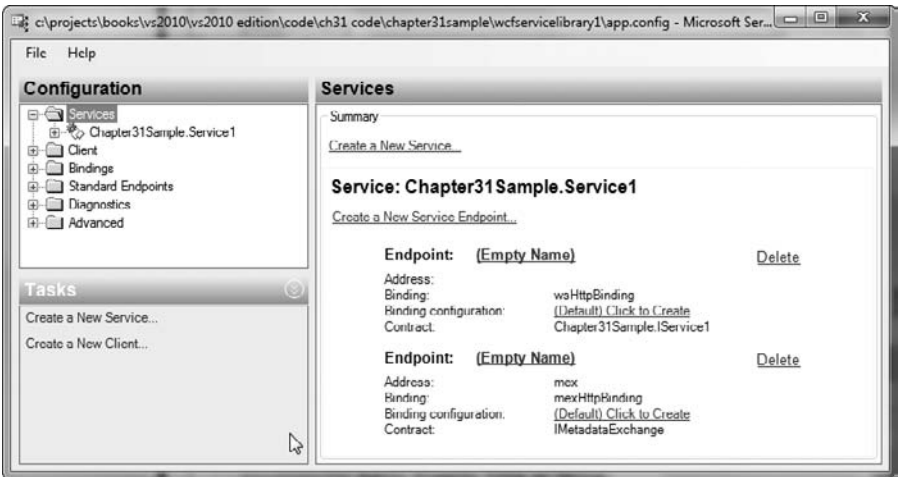 c:\projects\books\vs2010\vs2010 edition\code\ch31 code\chapter31sample\wcfservicelibrary1\app.config - Microsoft Ser...
File Help
Configuration
Services
Chapter31Sample.Service1
Client
Bindings
Standard Endpoints
Diagnostics
Advanced
Tasks
Create a New Service...
Create a New Client...
Services
Summary
Create a New Service...
Service: Chapter31Sample.Service1
Create a New Service Endpoint...
Endpoint: (Empty Name) Delete
Address:
Binding: wsHttpBinding
Binding configuration: (Default) Click to Create
Contract: Chapter31Sample.IService1
Endpoint: (Empty Name) Delete
Address: mex
Binding: mexHttpBinding
Binding configuration: (Default) Click to Create
Contract: IMetadataExchange